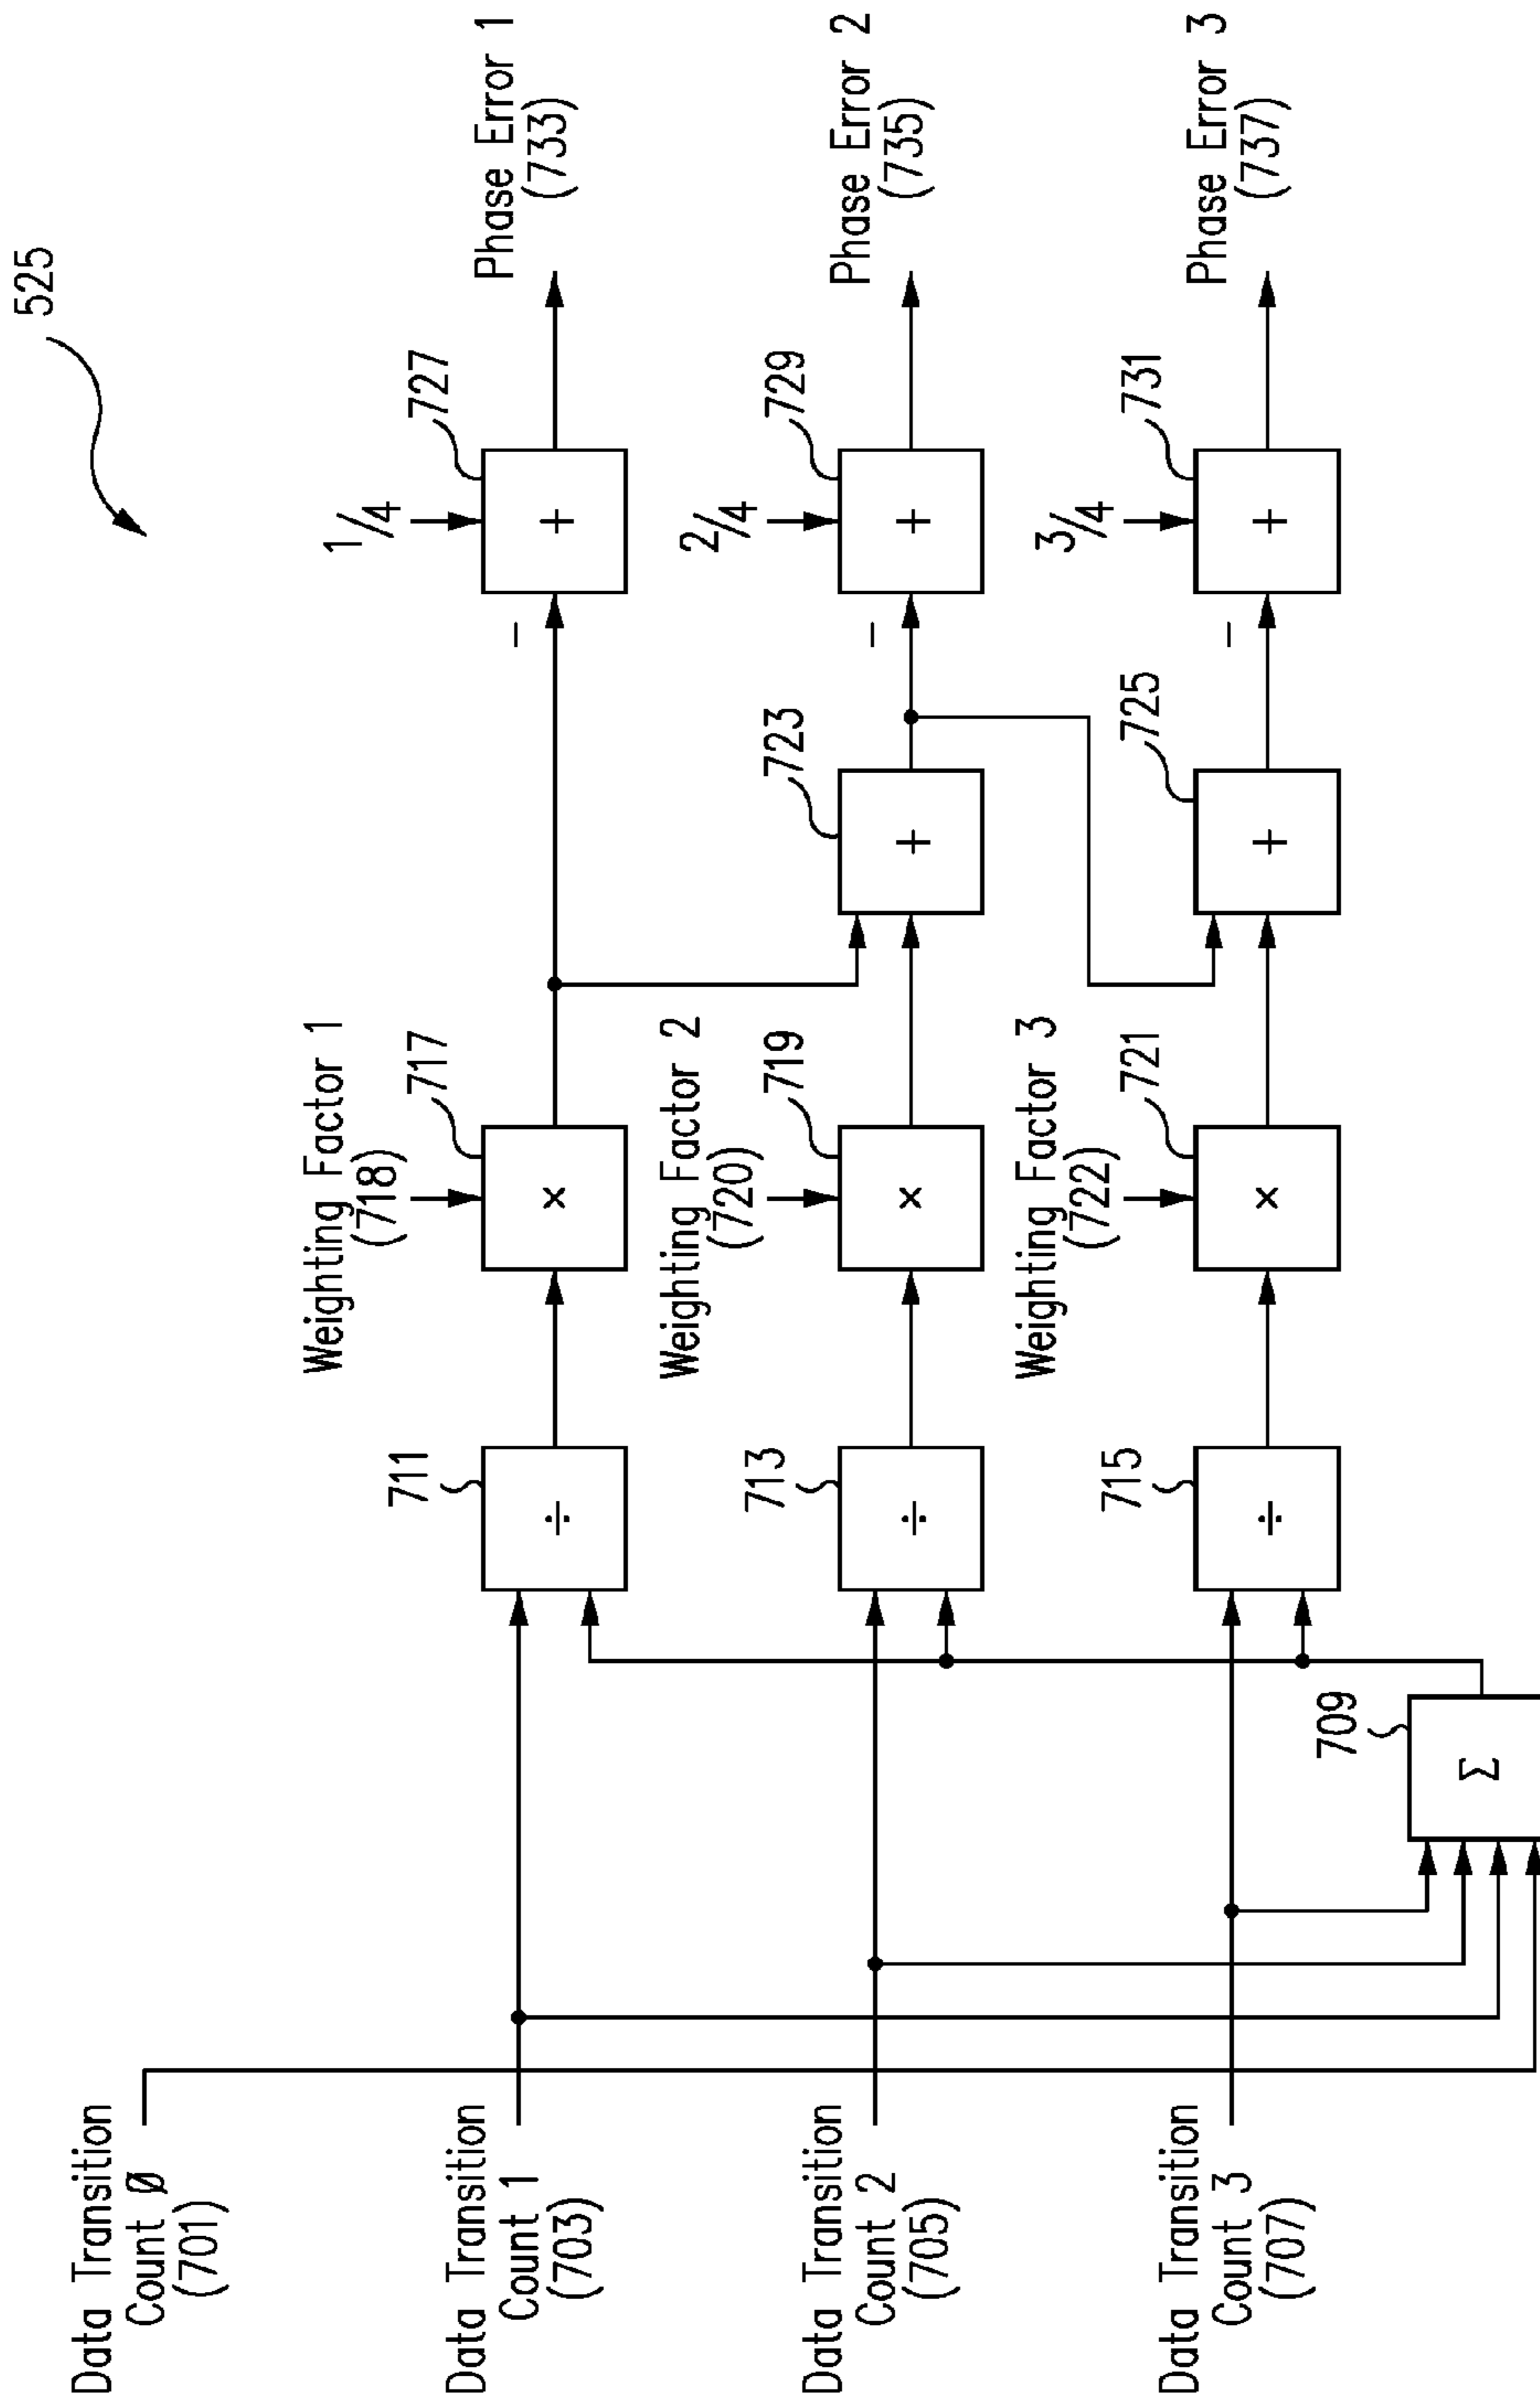 525
Data Transition
Count Ø
(701)
Data Transition
Count 1
(703)
711
÷
Weighting Factor 1
(718)
717
×
1/4
727
−
+
Phase Error 1
(733)
Data Transition
Count 2
(705)
713
÷
Weighting Factor 2
(720)
719
×
723
+
2/4
729
−
+
Phase Error 2
(735)
Data Transition
Count 3
(707)
715
÷
Weighting Factor 3
(722)
721
×
725
+
3/4
731
−
+
Phase Error 3
(737)
709
Σ